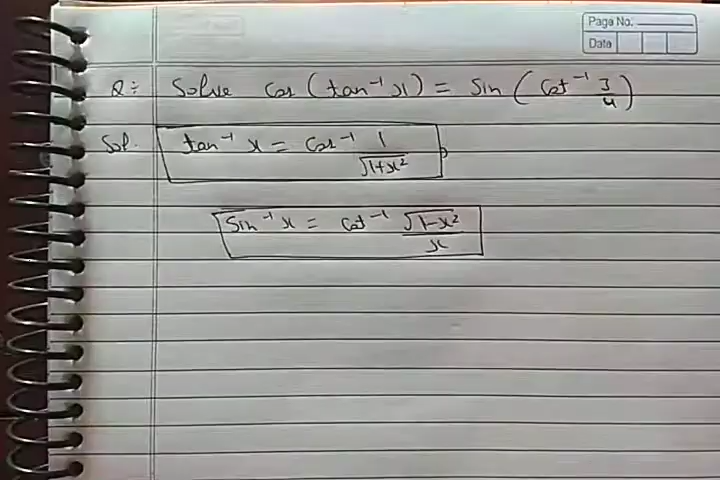 Page No.
Date
Q÷ Solve cos (tan⁻¹ x) = sin (cot⁻¹ 3/4)
Sol. tan⁻¹ x = cos⁻¹ 1/√1+x²
sin⁻¹ x = cot⁻¹ √1-x²/x